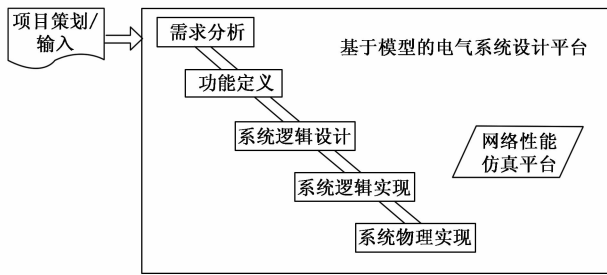 项目策划/
输入
需求分析
基于模型的电气系统设计平台
功能定义
系统逻辑设计
网络性能
仿真平台
系统逻辑实现
系统物理实现